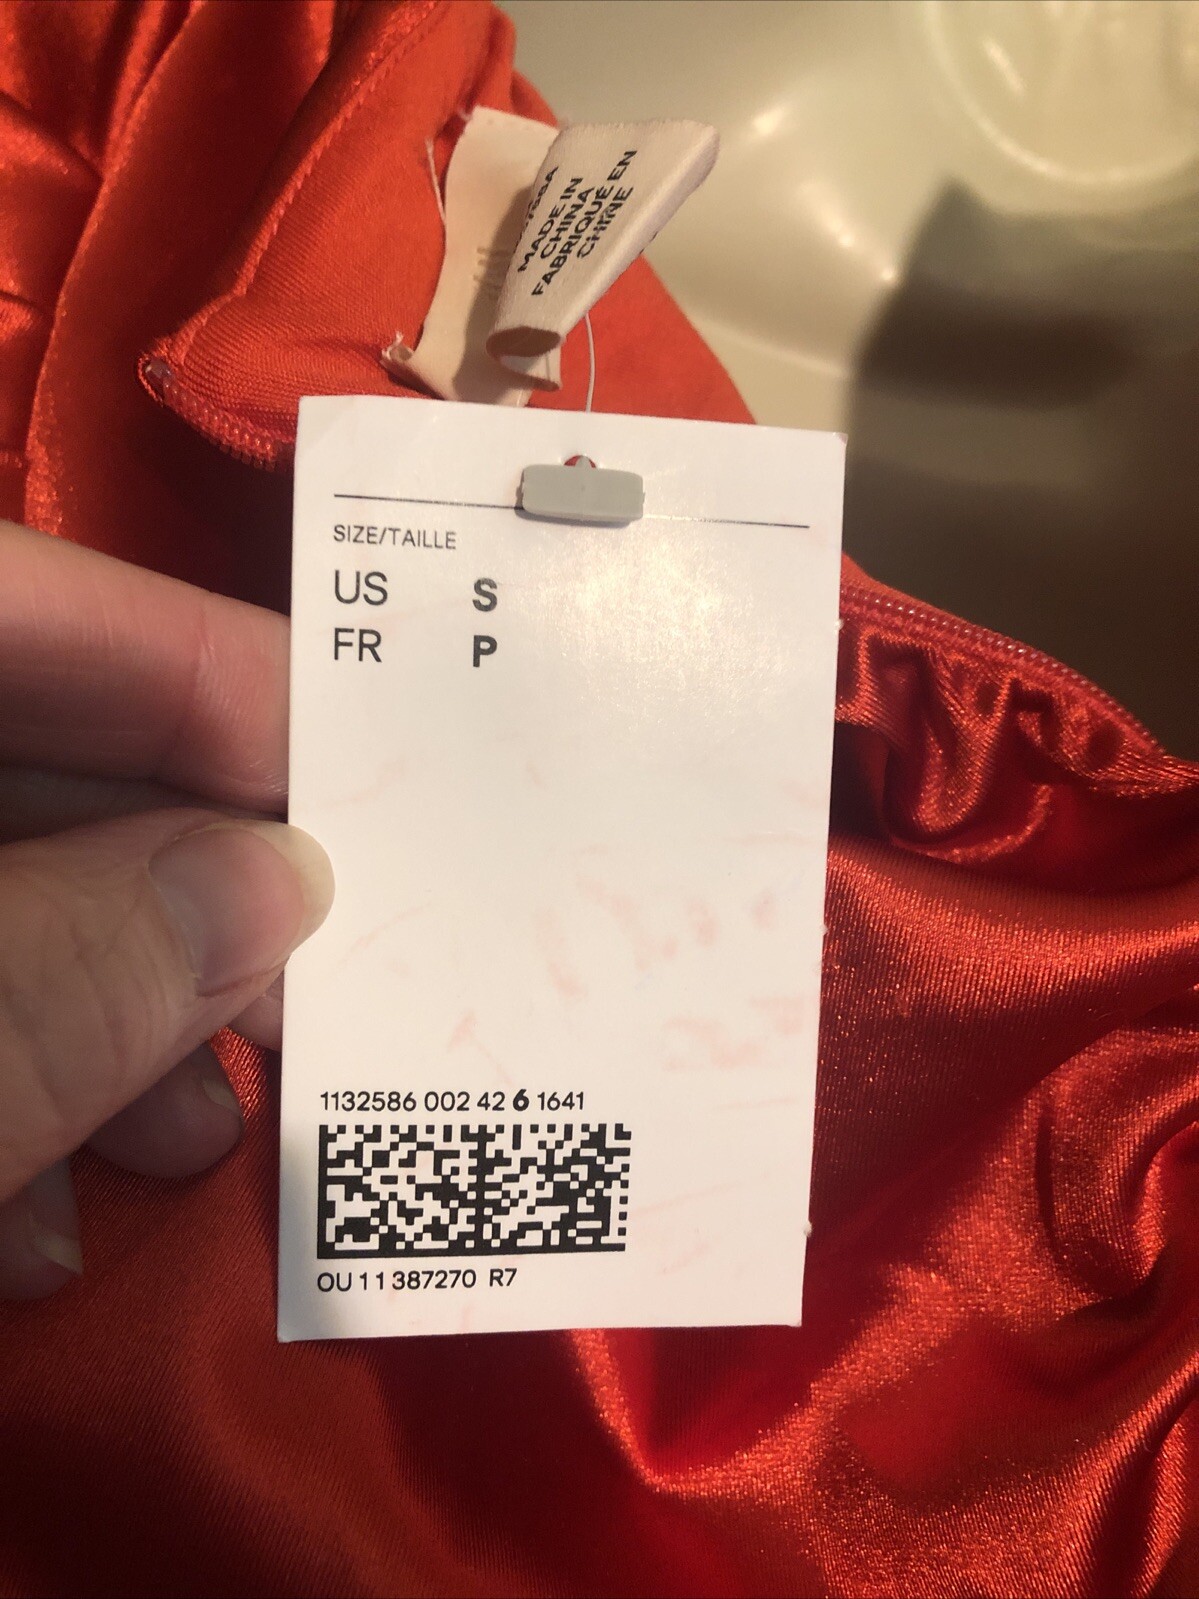 MADE IN
CHINA
FABRIQUÉ EN
CHINE
SIZE/TAILLE
US S
FR P
1132586 002 42 6 1641
OU 11 387270 R7